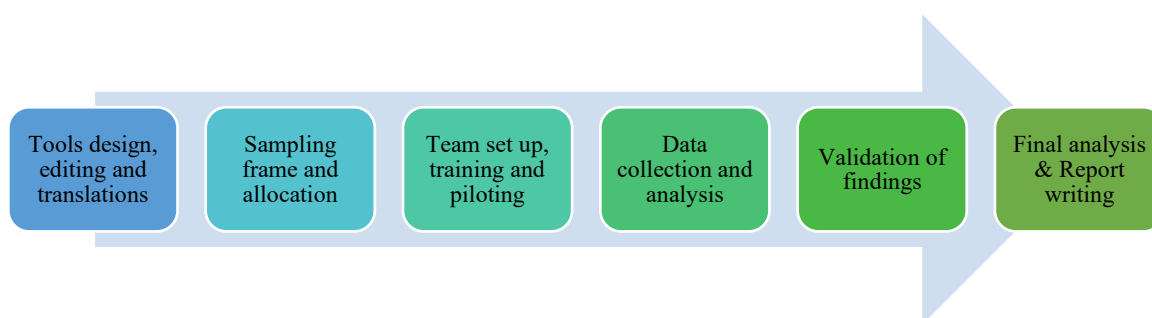 Tools design,
editing and
translations
Sampling
frame and
allocation
Team set up,
training and
piloting
Data
collection and
analysis
Validation of
findings
Final analysis
& Report
writing